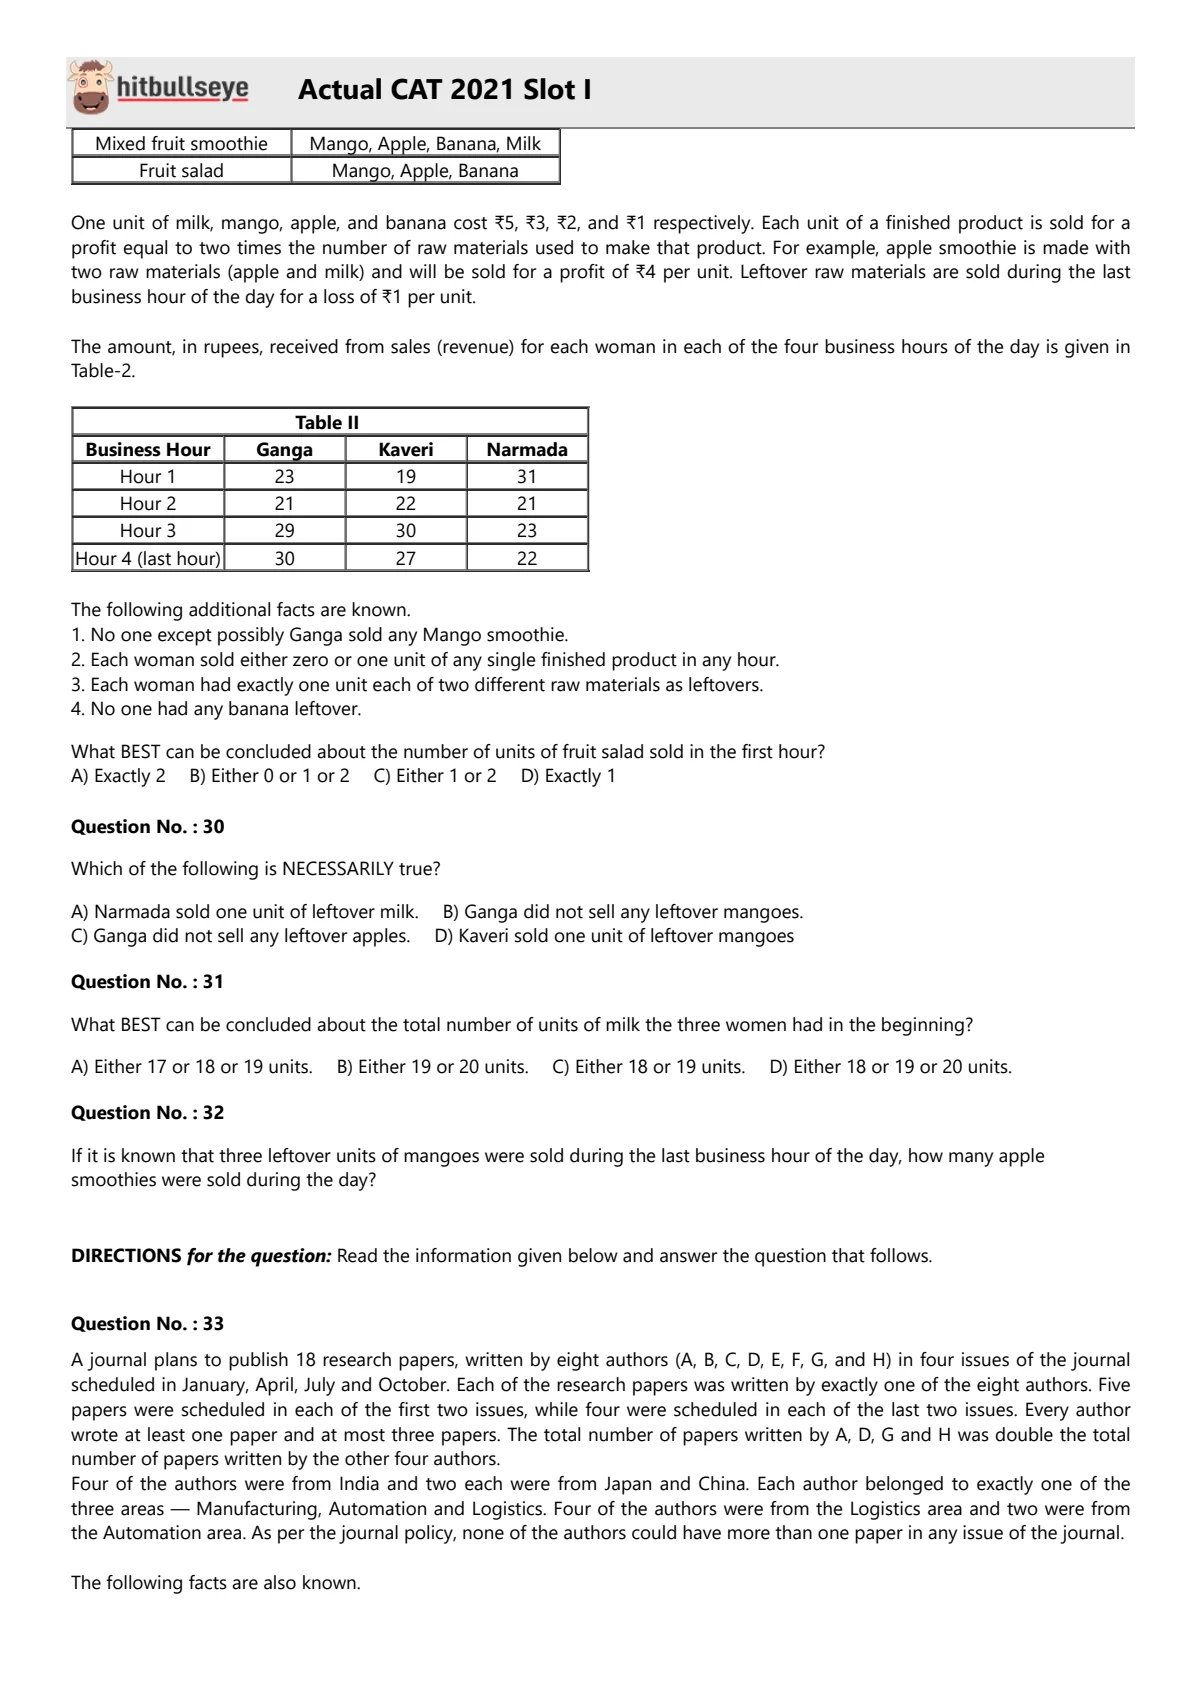 hitbullseye Actual CAT 2021 Slot I
Mixed fruit smoothie Mango, Apple, Banana, Milk
Fruit salad Mango, Apple, Banana
One unit of milk, mango, apple, and banana cost ₹5, ₹3, ₹2, and ₹1 respectively. Each unit of a finished product is sold for a
profit equal to two times the number of raw materials used to make that product. For example, apple smoothie is made with
two raw materials (apple and milk) and will be sold for a profit of ₹4 per unit. Leftover raw materials are sold during the last
business hour of the day for a loss of ₹1 per unit.
The amount, in rupees, received from sales (revenue) for each woman in each of the four business hours of the day is given in
Table-2.
Table II
Business Hour Ganga Kaveri Narmada
Hour 1 23 19 31
Hour 2 21 22 21
Hour 3 29 30 23
Hour 4 (last hour) 30 27 22
The following additional facts are known.
1. No one except possibly Ganga sold any Mango smoothie.
2. Each woman sold either zero or one unit of any single finished product in any hour.
3. Each woman had exactly one unit each of two different raw materials as leftovers.
4. No one had any banana leftover.
What BEST can be concluded about the number of units of fruit salad sold in the first hour?
A) Exactly 2 B) Either 0 or 1 or 2 C) Either 1 or 2 D) Exactly 1
Question No. : 30
Which of the following is NECESSARILY true?
A) Narmada sold one unit of leftover milk. B) Ganga did not sell any leftover mangoes.
C) Ganga did not sell any leftover apples. D) Kaveri sold one unit of leftover mangoes
Question No. : 31
What BEST can be concluded about the total number of units of milk the three women had in the beginning?
A) Either 17 or 18 or 19 units. B) Either 19 or 20 units. C) Either 18 or 19 units. D) Either 18 or 19 or 20 units.
Question No. : 32
If it is known that three leftover units of mangoes were sold during the last business hour of the day, how many apple
smoothies were sold during the day?
DIRECTIONS for the question: Read the information given below and answer the question that follows.
Question No. : 33
A journal plans to publish 18 research papers, written by eight authors (A, B, C, D, E, F, G, and H) in four issues of the journal
scheduled in January, April, July and October. Each of the research papers was written by exactly one of the eight authors. Five
papers were scheduled in each of the first two issues, while four were scheduled in each of the last two issues. Every author
wrote at least one paper and at most three papers. The total number of papers written by A, D, G and H was double the total
number of papers written by the other four authors.
Four of the authors were from India and two each were from Japan and China. Each author belonged to exactly one of the
three areas — Manufacturing, Automation and Logistics. Four of the authors were from the Logistics area and two were from
the Automation area. As per the journal policy, none of the authors could have more than one paper in any issue of the journal.
The following facts are also known.